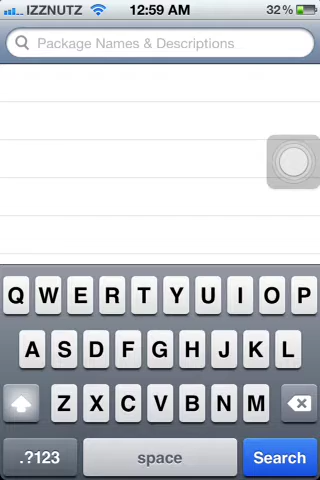 IZZNUTZ 12:59 AM 32%
Package Names & Descriptions
Q W E R T Y U I O P
A S D F G H J K L
Z X C V B N M
.?123 space Search